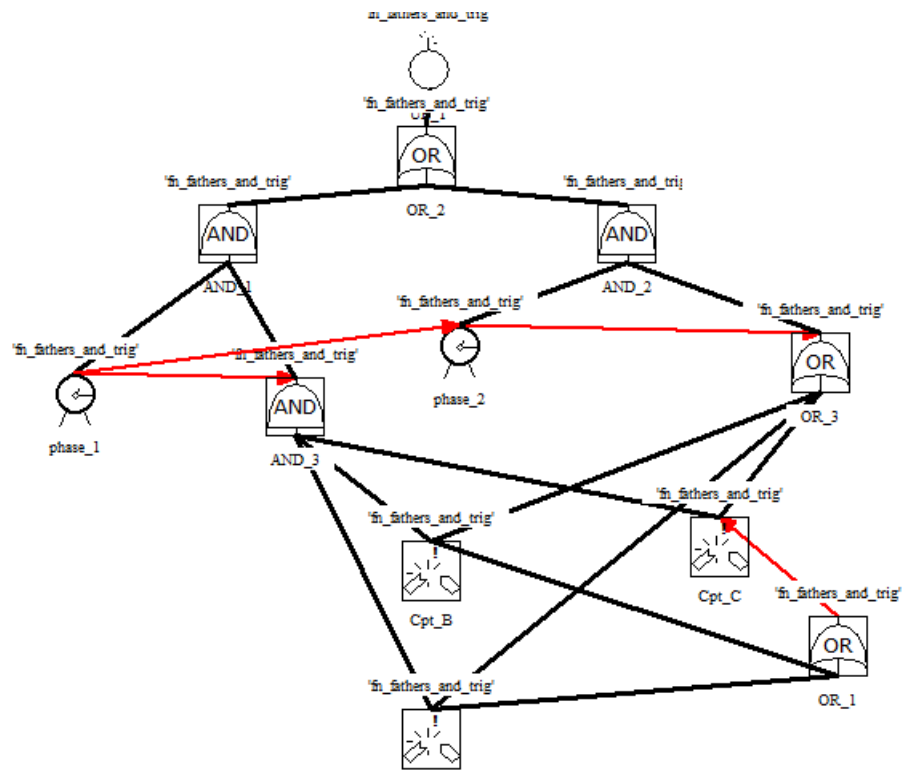 'fn_fathers_and_trig'
OR
OR_2
'fn_fathers_and_trig'
'fn_fathers_and_trig'
AND
AND
AND_1
AND_2
'fn_fathers_and_trig'
'fn_fathers_and_trig'
'fn_fathers_and_trig'
'fn_fathers_and_trig'
phase_1
AND
AND_3
phase_2
OR
OR_3
'fn_fathers_and_trig'
'fn_fathers_and_trig'
Cpt_B
Cpt_C
'fn_fathers_and_trig'
OR
OR_1
'fn_fathers_and_trig'